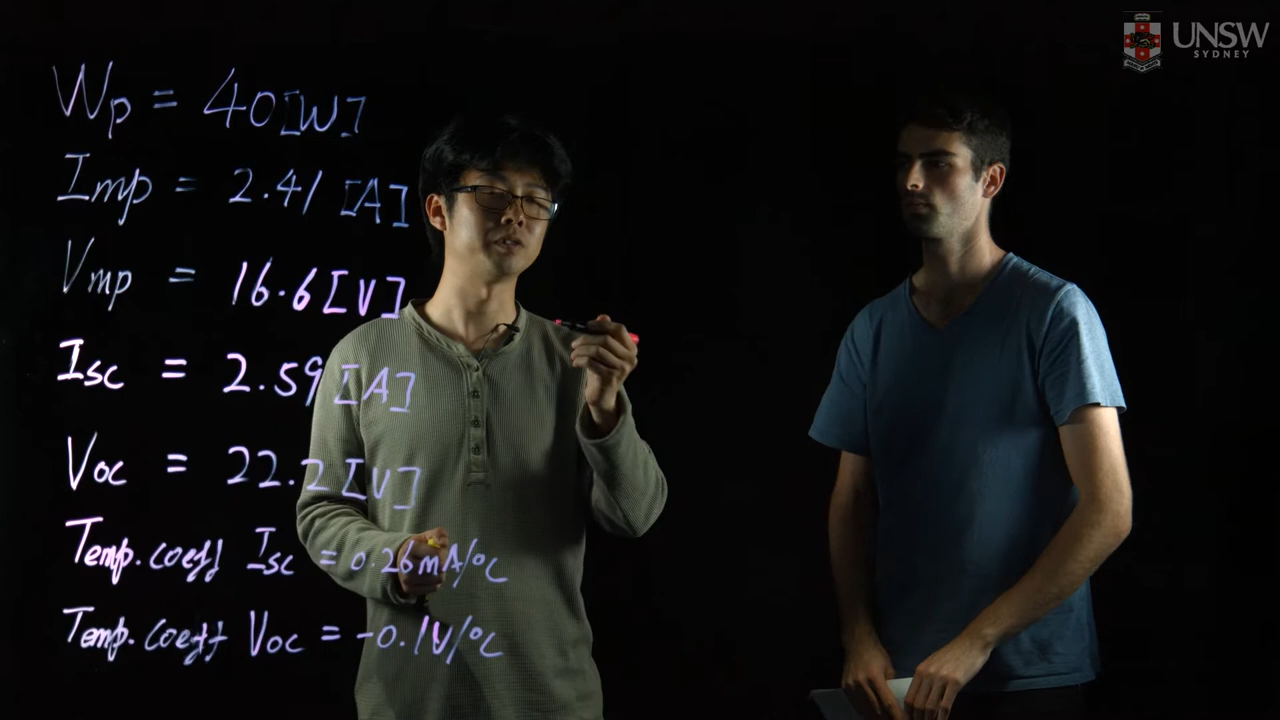 UNSW
SYDNEY
Wp = 40[W]
Imp = 2.41 [A]
Vmp = 16.6[V]
Isc = 2.59[A]
Voc = 22.2[V]
Temp.coeff Isc = 0.26mA/°C
Temp.coeff Voc = -0.1V/°C